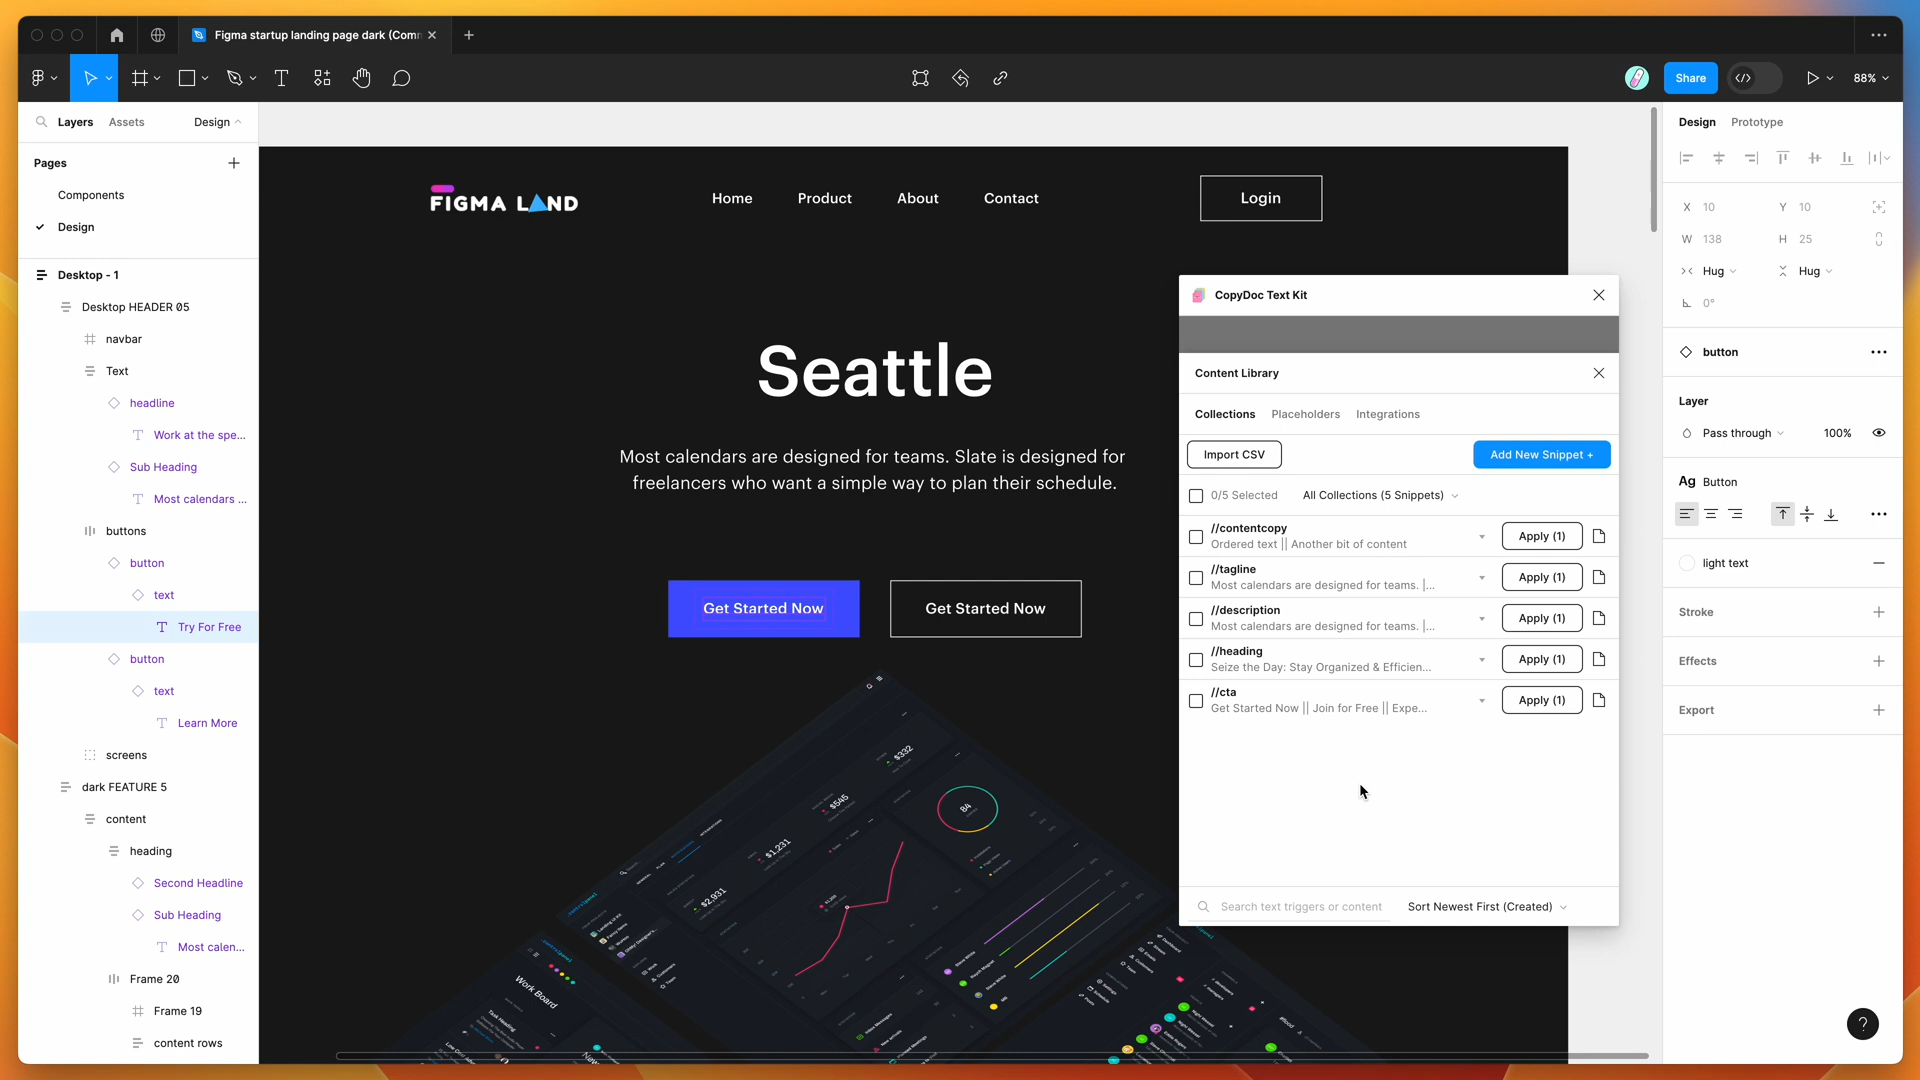 Figma startup landing page dark (Com
Share
88%
Layers
Assets
Design
Pages
Components
Design
Desktop - 1
Desktop HEADER 05
navbar
Text
headline
Work at the spe...
Sub Heading
Most calendars ...
buttons
button
text
Try For Free
button
text
Learn More
screens
dark FEATURE 5
content
heading
Second Headline
Sub Heading
Most calen...
Frame 20
Frame 19
content rows
FIGMA LAND
Home
Product
About
Contact
Login
Seattle
Most calendars are designed for teams. Slate is designed for
freelancers who want a simple way to plan their schedule.
Get Started Now
Get Started Now
$332
$545
$1,231
$2,931
84
Work Board
Task Heading
CopyDoc Text Kit
Content Library
Collections
Placeholders
Integrations
Import CSV
Add New Snippet +
0/5 Selected
All Collections (5 Snippets)
//contentcopy
Ordered text || Another bit of content
Apply (1)
//tagline
Most calendars are designed for teams. |...
Apply (1)
//description
Most calendars are designed for teams. |...
Apply (1)
//heading
Seize the Day: Stay Organized & Efficien...
Apply (1)
//cta
Get Started Now || Join for Free || Expe...
Apply (1)
Search text triggers or content
Sort Newest First (Created)
Design
Prototype
X 10
Y 10
W 138
H 25
Hug
Hug
0°
button
Layer
Pass through
100%
Ag Button
light text
Stroke
Effects
Export
?